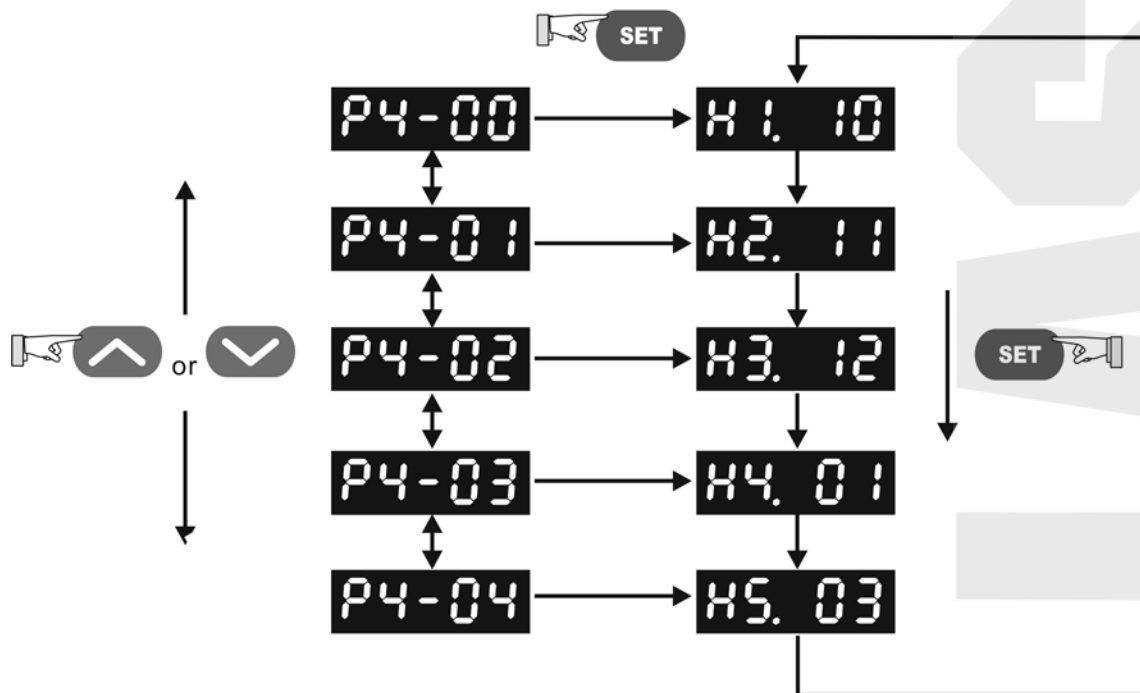 SET
P4-00 H1. 10
P4-01 H2. 11
P4-02 H3. 12
or
SET
P4-03 H4. 01
P4-04 H5. 03